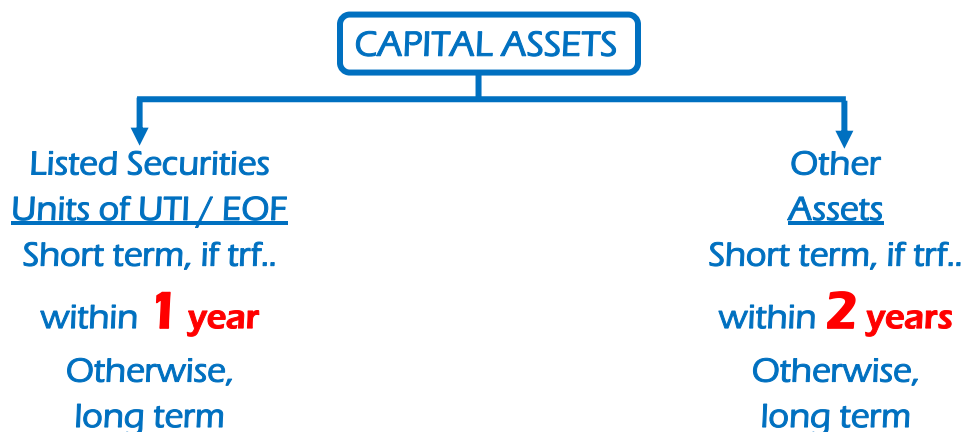 CAPITAL ASSETS
Listed Securities
Units of UTI / EOF
Short term, if trf..
within 1 year
Otherwise,
long term
Other
Assets
Short term, if trf..
within 2 years
Otherwise,
long term